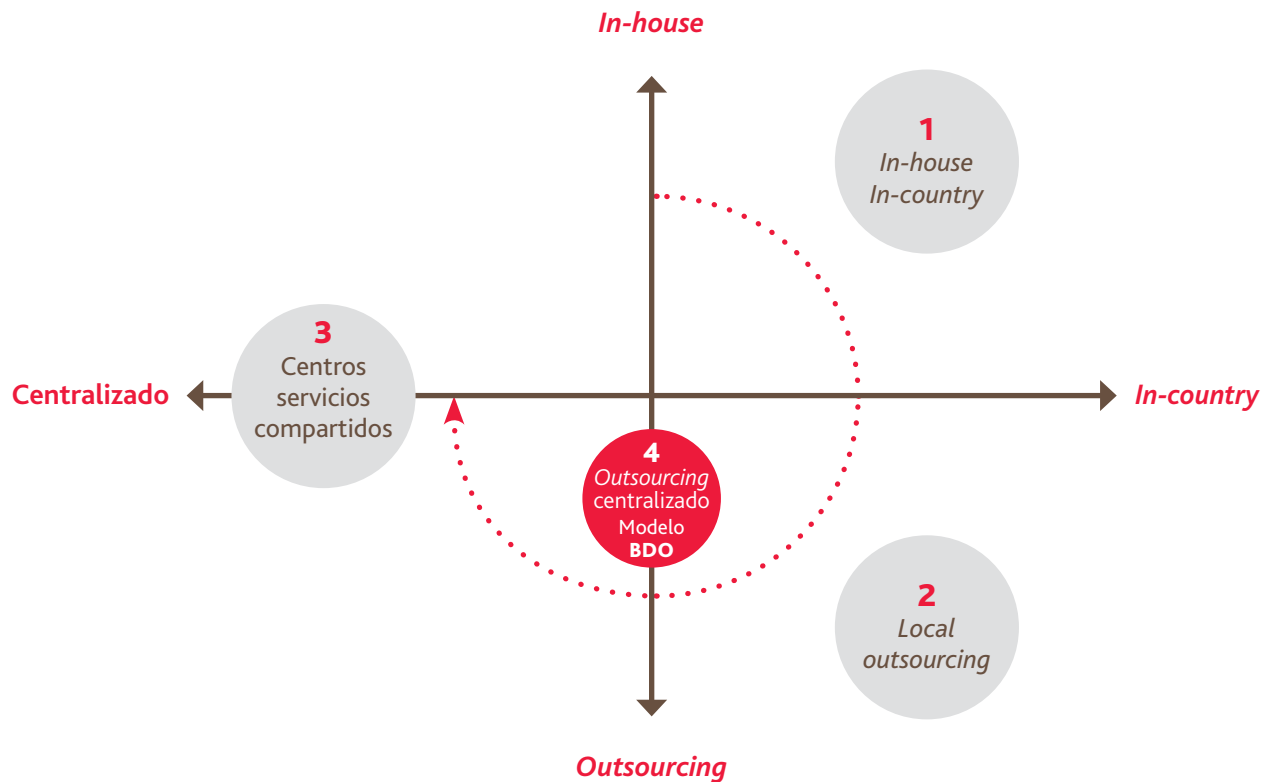 In-house
1
In-house
In-country
3
Centros
servicios
compartidos
Centralizado
In-country
4
Outsourcing
centralizado
Modelo
BDO
2
Local
outsourcing
Outsourcing